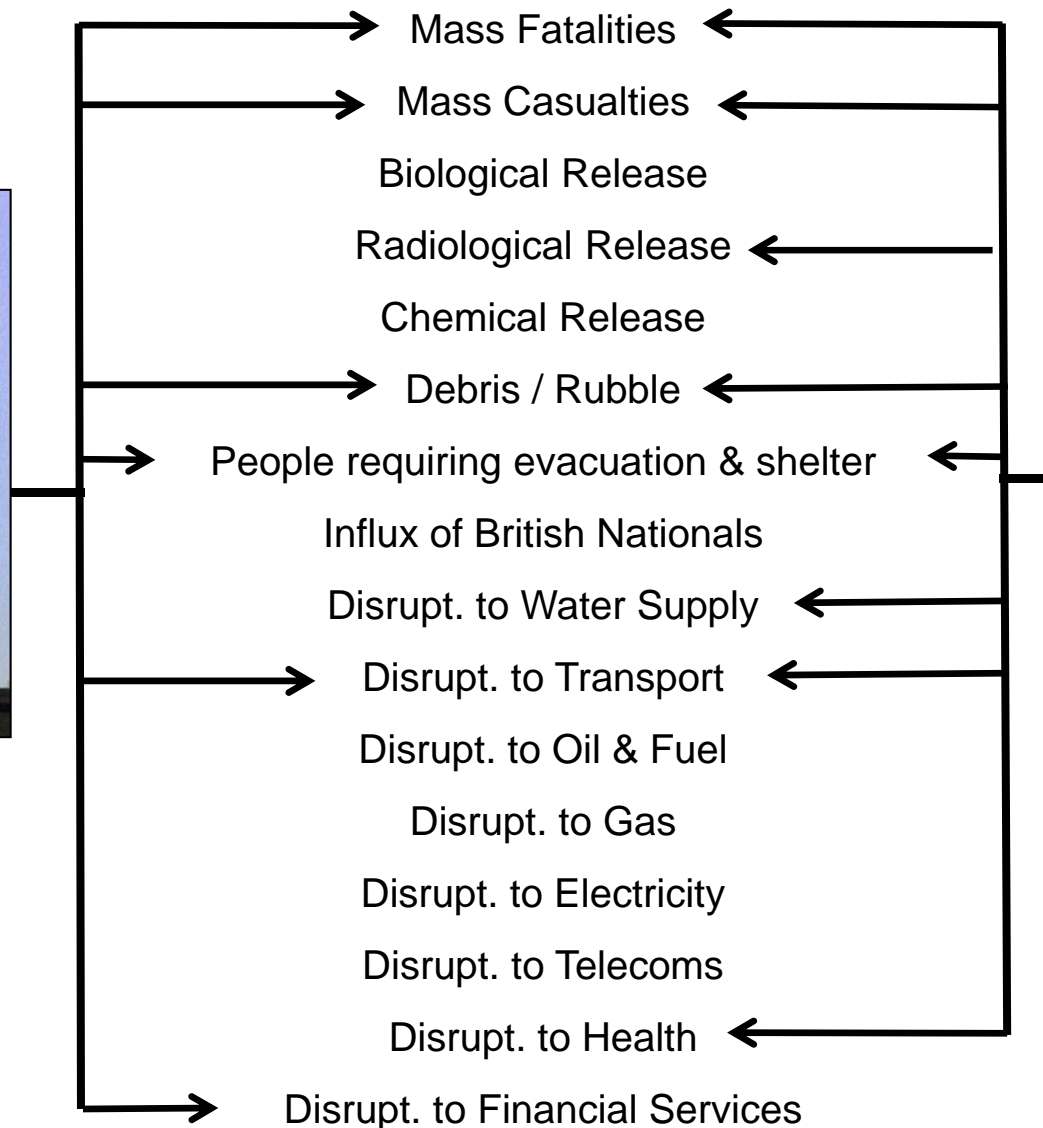 Mass Fatalities
Mass Casualties
Biological Release
Radiological Release
Chemical Release
Debris / Rubble
People requiring evacuation & shelter
Influx of British Nationals
Disrupt. to Water Supply
Disrupt. to Transport
Disrupt. to Oil & Fuel
Disrupt. to Gas
Disrupt. to Electricity
Disrupt. to Telecoms
Disrupt. to Health
Disrupt. to Financial Services